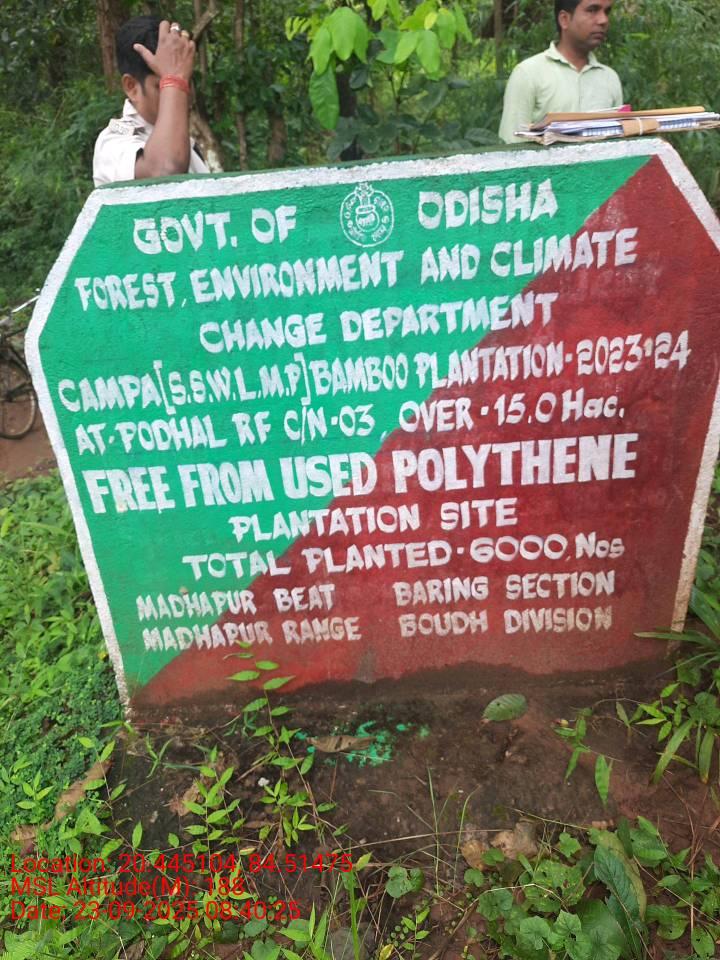 GOVT. OF ODISHA
FOREST, ENVIRONMENT AND CLIMATE
CHANGE DEPARTMENT
CAMPA[S.S.W.L.M.P] BAMBOO PLANTATION-2023-24
AT-PODHAL RF C/N-03, OVER-15.0 Hac.
FREE FROM USED POLYTHENE
PLANTATION SITE
TOTAL PLANTED-6000 Nos
MADHAPUR BEAT BARING SECTION
MADHAPUR RANGE BOUDH DIVISION
Location: 20.445104, 84.51475
MSL Altitude(M): 188
Date: 23-09-2025 08:40:25